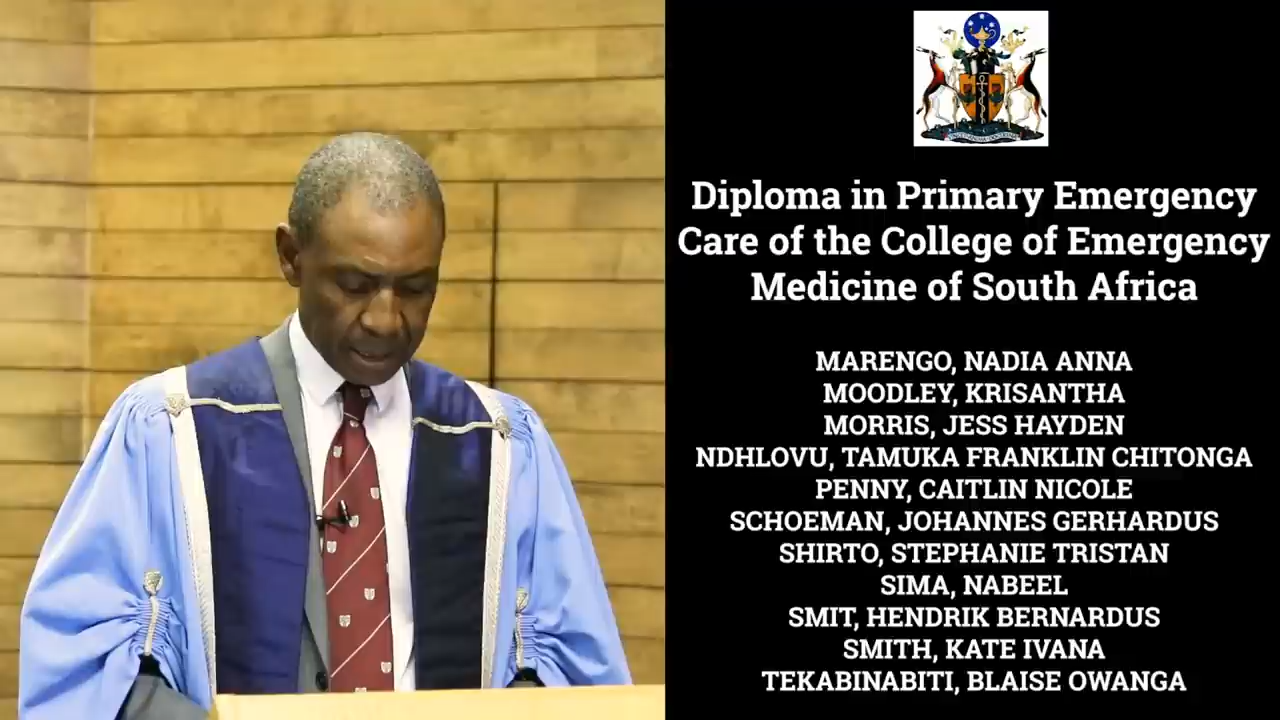 Diploma in Primary Emergency
Care of the College of Emergency
Medicine of South Africa
MARENGO, NADIA ANNA
MOODLEY, KRISANTHA
MORRIS, JESS HAYDEN
NDHLOVU, TAMUKA FRANKLIN CHITONGA
PENNY, CAITLIN NICOLE
SCHOEMAN, JOHANNES GERHARDUS
SHIRTO, STEPHANIE TRISTAN
SIMA, NABEEL
SMIT, HENDRIK BERNARDUS
SMITH, KATE IVANA
TEKABINABITI, BLAISE OWANGA